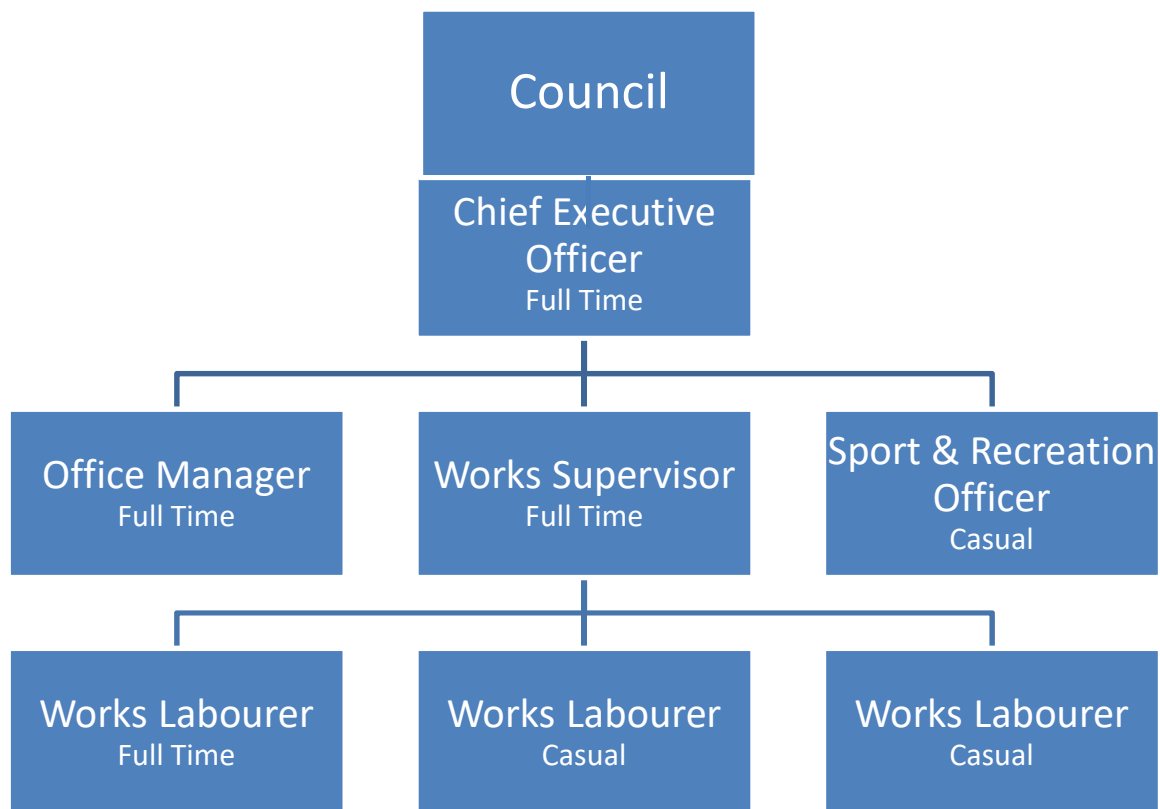 Council
Chief Executive
Officer
Full Time
Office Manager
Full Time
Works Supervisor
Full Time
Sport & Recreation
Officer
Casual
Works Labourer
Full Time
Works Labourer
Casual
Works Labourer
Casual